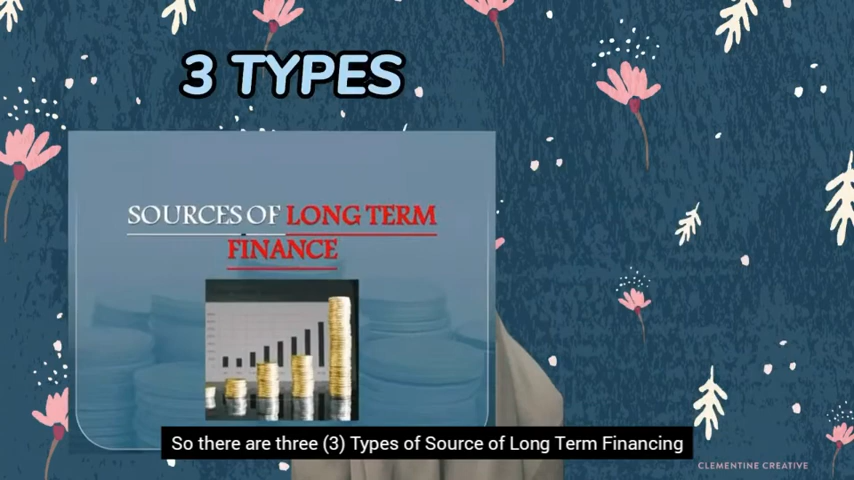 3 TYPES
SOURCES OF LONG TERM
FINANCE
So there are three (3) Types of Source of Long Term Financing
CLEMENTINE CREATIVE